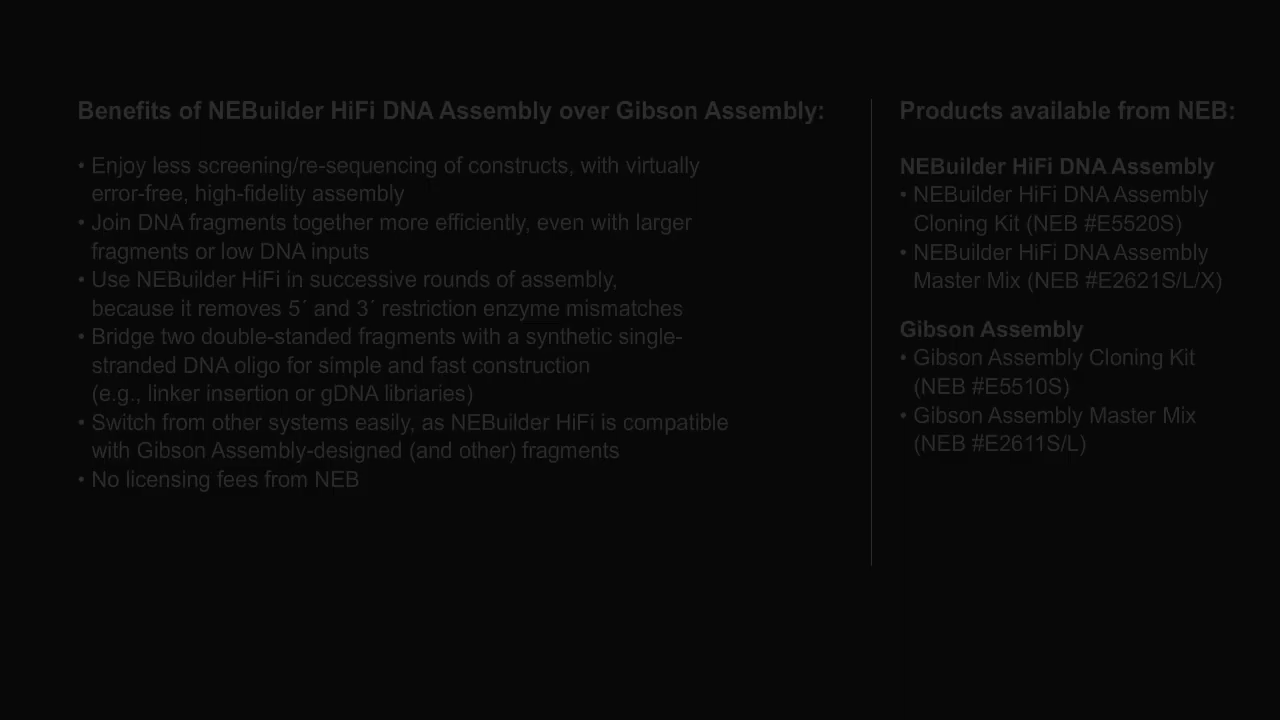 Benefits of NEBuilder HiFi DNA Assembly over Gibson Assembly:
• Enjoy less screening/re-sequencing of constructs, with virtually
error-free, high-fidelity assembly
• Join DNA fragments together more efficiently, even with larger
fragments or low DNA inputs
• Use NEBuilder HiFi in successive rounds of assembly,
because it removes 5´ and 3´ restriction enzyme mismatches
• Bridge two double-standed fragments with a synthetic single-
stranded DNA oligo for simple and fast construction
(e.g., linker insertion or gDNA libriaries)
• Switch from other systems easily, as NEBuilder HiFi is compatible
with Gibson Assembly-designed (and other) fragments
• No licensing fees from NEB
Products available from NEB:
NEBuilder HiFi DNA Assembly
• NEBuilder HiFi DNA Assembly
Cloning Kit (NEB #E5520S)
• NEBuilder HiFi DNA Assembly
Master Mix (NEB #E2621S/L/X)
Gibson Assembly
• Gibson Assembly Cloning Kit
(NEB #E5510S)
• Gibson Assembly Master Mix
(NEB #E2611S/L)